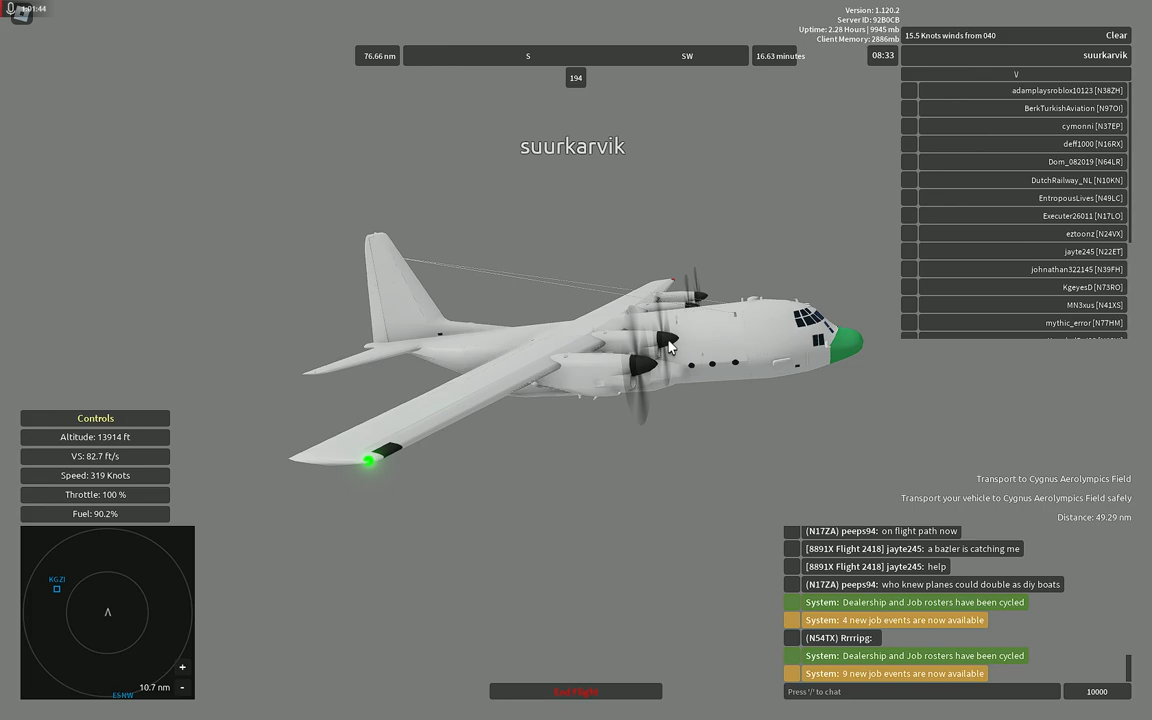 1:01:44
Version: 1.120.2
Server ID: 92B0CB
Uptime: 2.28 Hours | 9945 mb
Client Memory: 2886mb
15.5 Knots winds from 040 Clear
76.66 nm S SW 16.63 minutes 08:33 suurkarvik
194
V
suurkarvik
adamplaysroblox10123 [N38ZH]
BerkTurkishAviation [N97OI]
cymonni [N37EP]
deff1000 [N16RX]
Dom_082019 [N64LR]
DutchRailway_NL [N10KN]
EntropousLives [N49LC]
Executer26011 [N17LO]
eztoonz [N24VX]
jayte245 [N22ET]
johnathan322145 [N39FH]
KgeyesD [N73RO]
MN3xus [N41XS]
mythic_error [N77HM]
Controls
Altitude: 13914 ft
VS: 82.7 ft/s
Speed: 319 Knots
Throttle: 100 %
Fuel: 90.2%
KGZI
10.7 nm
+
-
ESNW
Transport to Cygnus Aerolympics Field
Transport your vehicle to Cygnus Aerolympics Field safely
Distance: 49.29 nm
(N17ZA) peeps94: on flight path now
[8891X Flight 2418] jayte245: a bazler is catching me
[8891X Flight 2418] jayte245: help
(N17ZA) peeps94: who knew planes could double as diy boats
System: Dealership and Job rosters have been cycled
System: 4 new job events are now available
(N54TX) Rrrripg:
System: Dealership and Job rosters have been cycled
System: 9 new job events are now available
Press '/' to chat 10000
End Flight